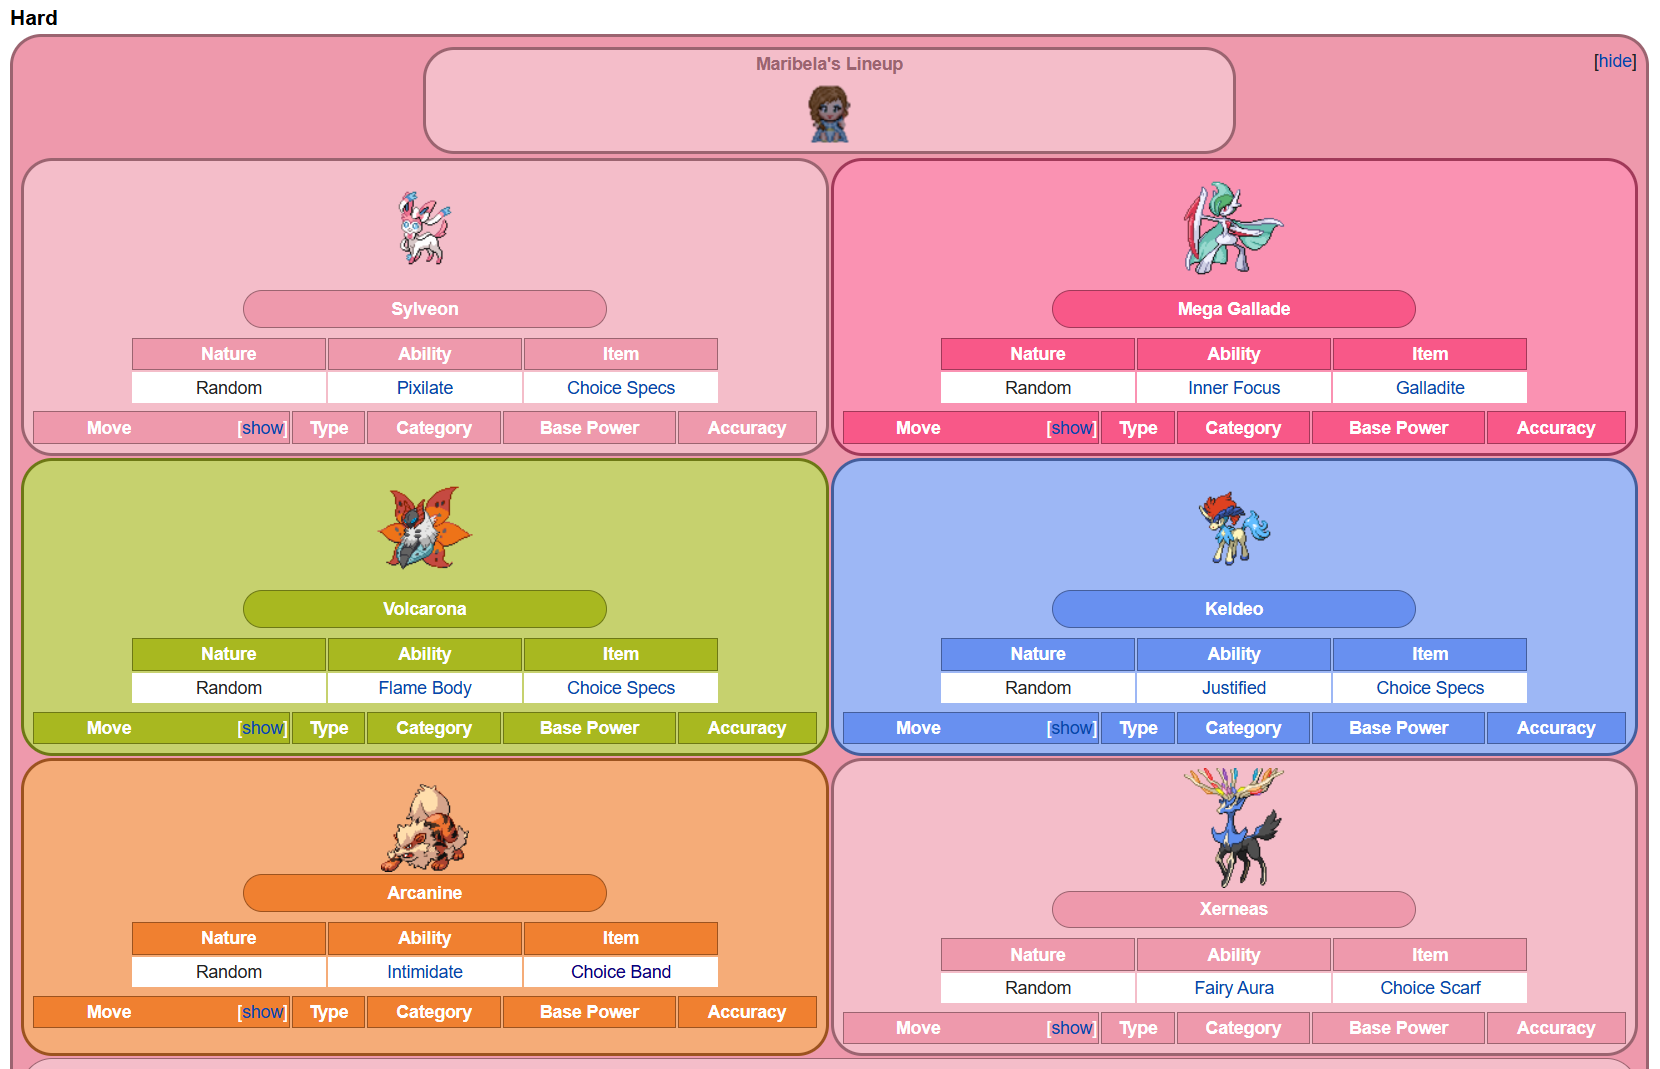 Hard
Maribela's Lineup
[hide]
Sylveon
Nature Ability Item
Random Pixilate Choice Specs
Move [show] Type Category Base Power Accuracy
Mega Gallade
Nature Ability Item
Random Inner Focus Galladite
Move [show] Type Category Base Power Accuracy
Volcarona
Nature Ability Item
Random Flame Body Choice Specs
Move [show] Type Category Base Power Accuracy
Keldeo
Nature Ability Item
Random Justified Choice Specs
Move [show] Type Category Base Power Accuracy
Arcanine
Nature Ability Item
Random Intimidate Choice Band
Move [show] Type Category Base Power Accuracy
Xerneas
Nature Ability Item
Random Fairy Aura Choice Scarf
Move [show] Type Category Base Power Accuracy